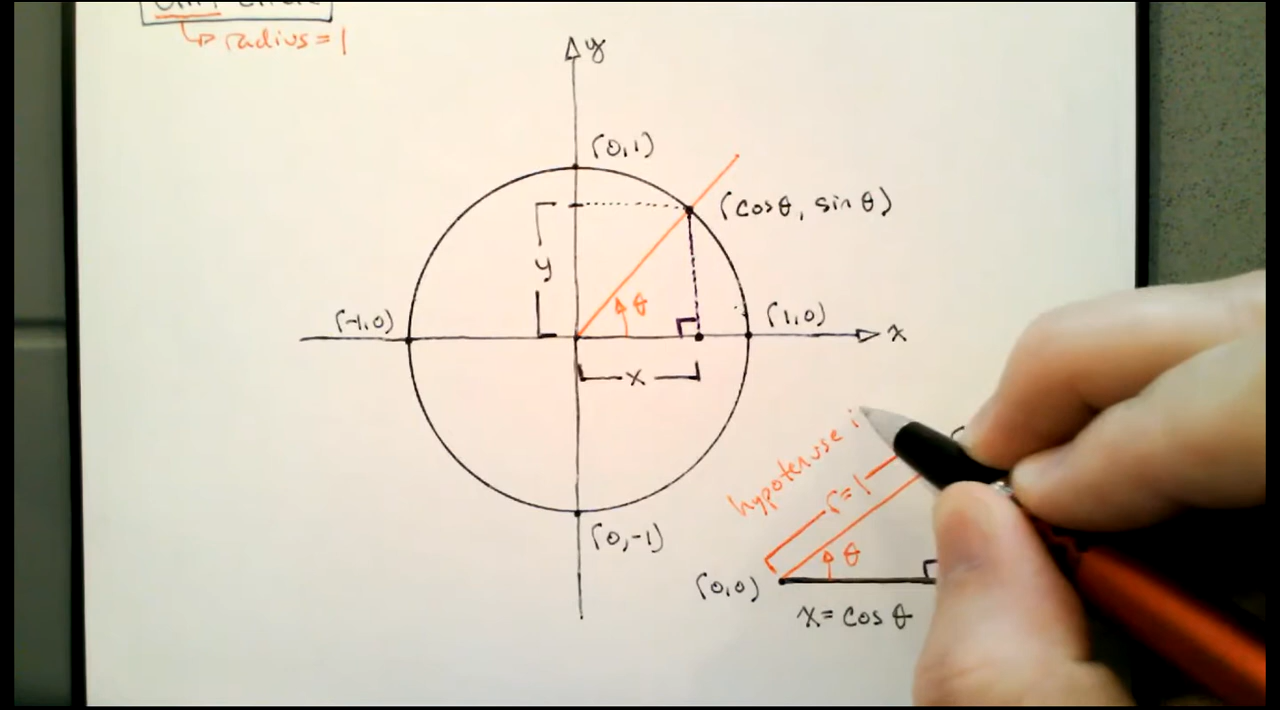 radius = 1
y
(0,1)
(cos θ, sin θ)
y
θ
(-1,0)
(1,0)
x
x
hypotenuse i
r=1
(0,-1)
θ
(0,0)
x = cos θ